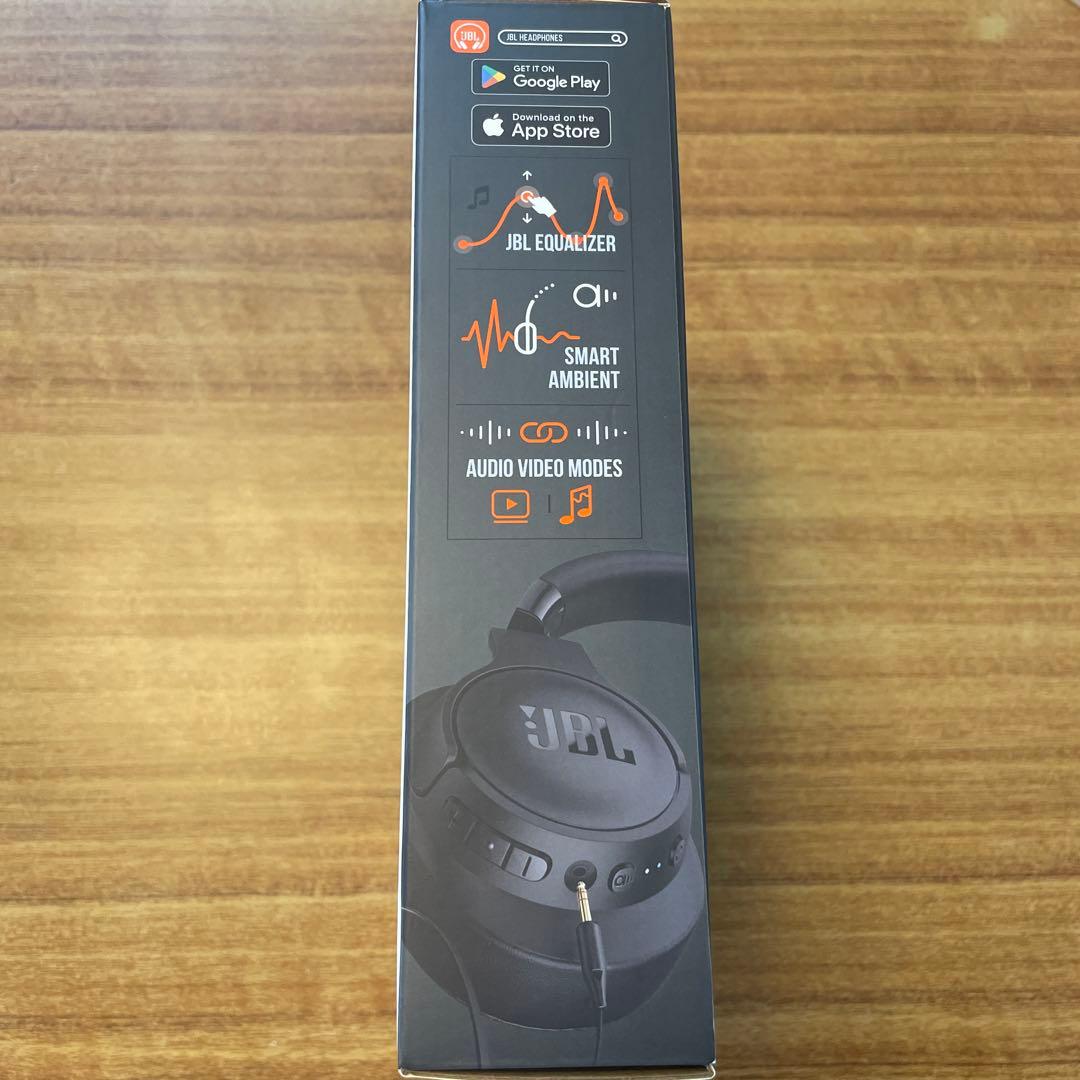 JBL
JBL HEADPHONES
GET IT ON
Google Play
Download on the
App Store
JBL EQUALIZER
SMART
AMBIENT
AUDIO VIDEO MODES
JBL